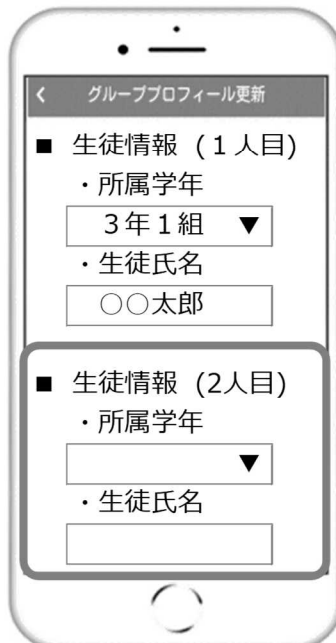 < グループプロフィール更新
■ 生徒情報 (1人目)
・所属学年
3年1組 ▼
・生徒氏名
○○太郎
■ 生徒情報 (2人目)
・所属学年
▼
・生徒氏名